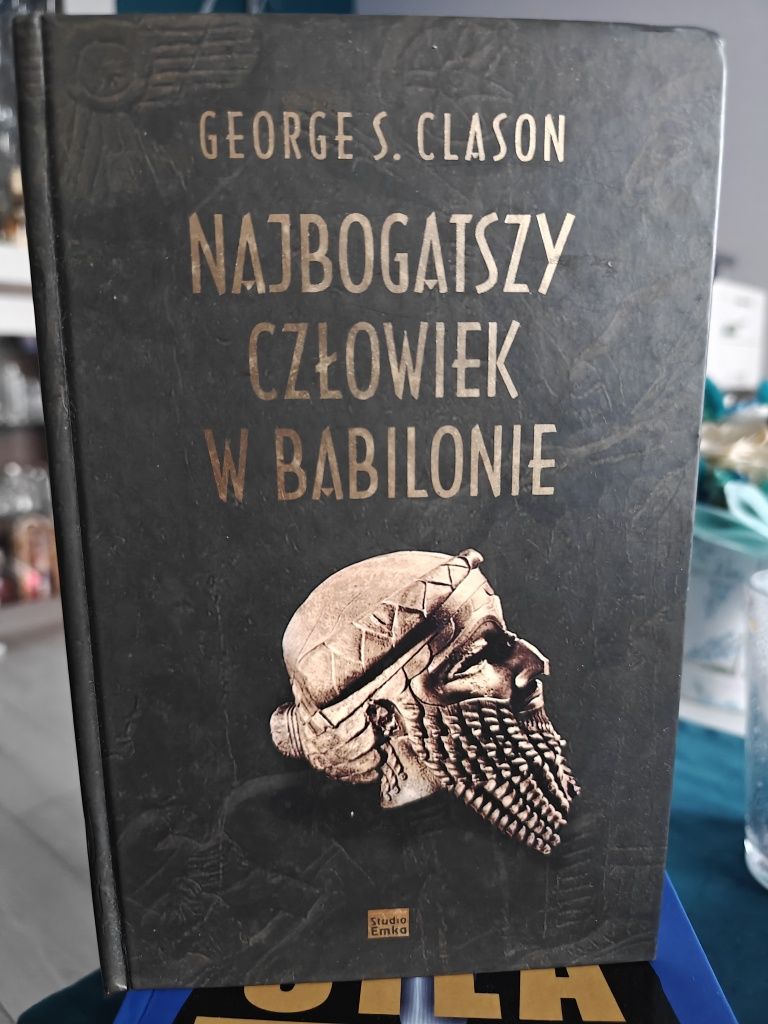 GEORGE S. CLASON
NAJBOGATSZY
CZŁOWIEK
W BABILONIE
Studio
Emka